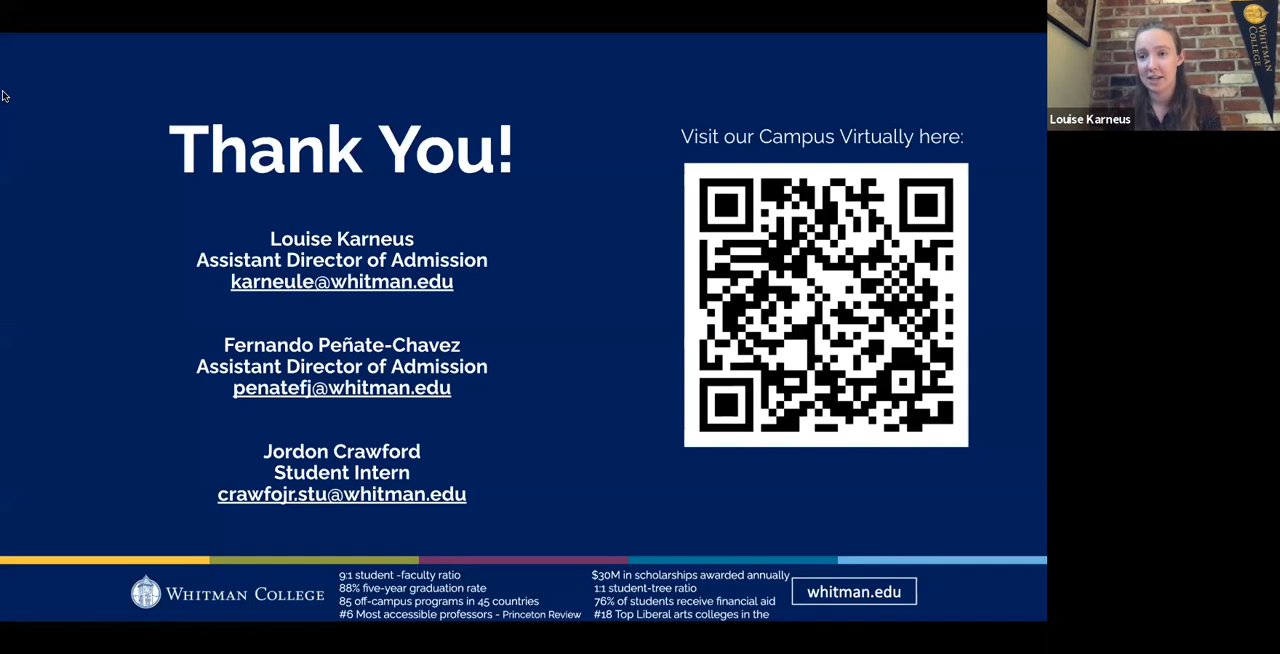 Thank You!
Louise Karneus
Assistant Director of Admission
karneule@whitman.edu
Fernando Peñate-Chavez
Assistant Director of Admission
penatefj@whitman.edu
Jordon Crawford
Student Intern
crawfojr.stu@whitman.edu
Visit our Campus Virtually here:
WHITMAN COLLEGE
9:1 student -faculty ratio
88% five-year graduation rate
85 off-campus programs in 45 countries
#6 Most accessible professors - Princeton Review
$30M in scholarships awarded annually
1:1 student-tree ratio
76% of students receive financial aid
#18 Top Liberal arts colleges in the
whitman.edu
WHITMAN
COLLEGE
Louise Karneus